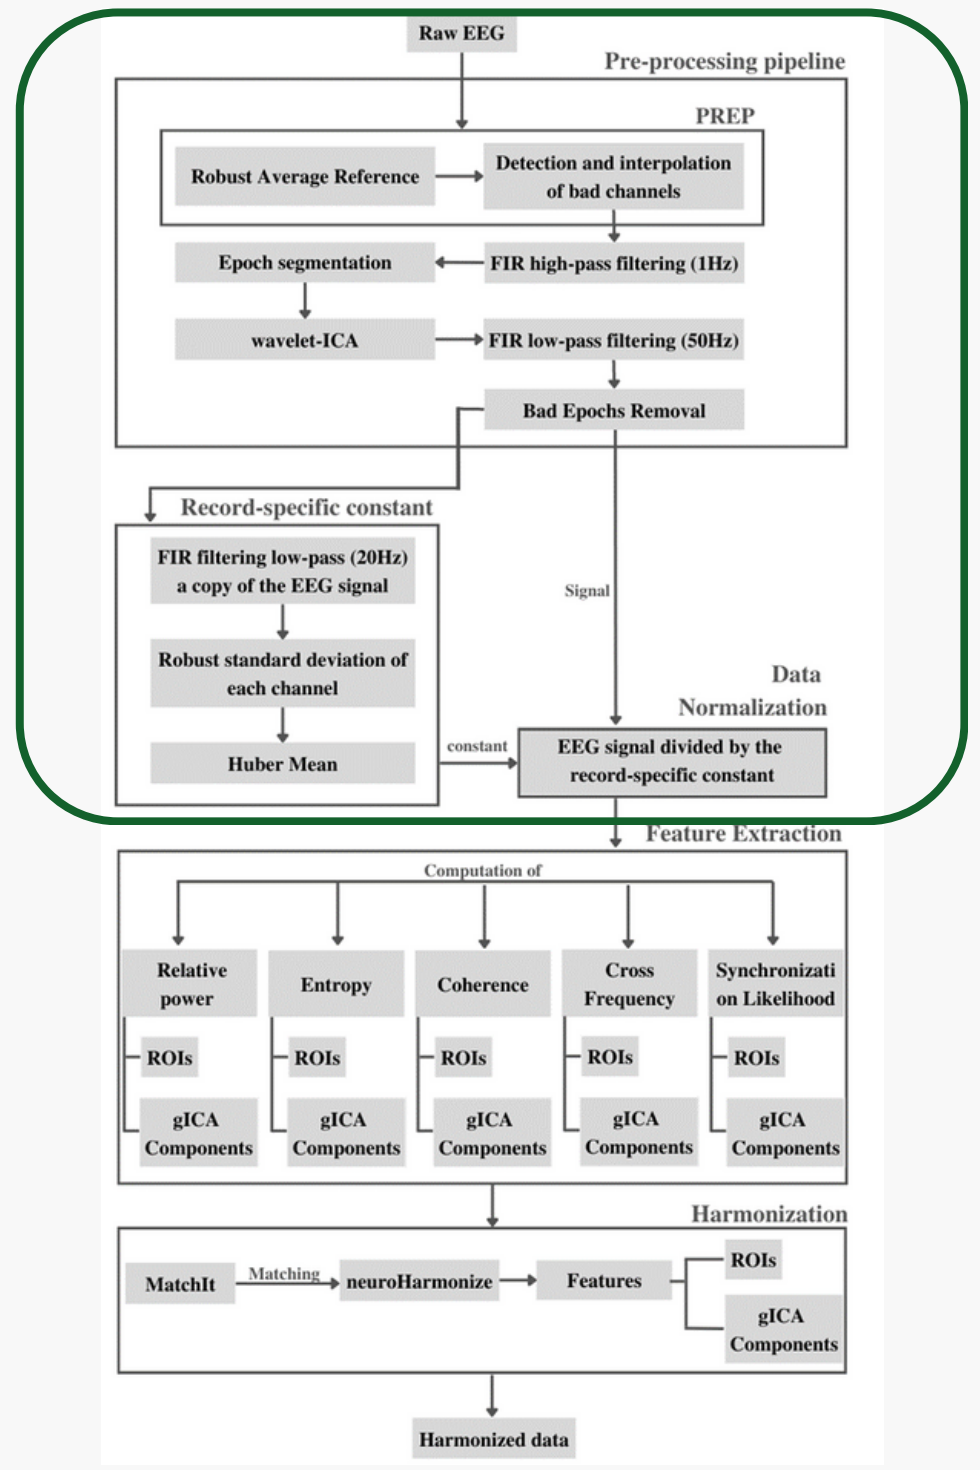 Raw EEG
Pre-processing pipeline
PREP
Robust Average Reference
Detection and interpolation
of bad channels
Epoch segmentation
FIR high-pass filtering (1Hz)
wavelet-ICA
FIR low-pass filtering (50Hz)
Bad Epochs Removal
Record-specific constant
FIR filtering low-pass (20Hz)
a copy of the EEG signal
Robust standard deviation of
each channel
Huber Mean
Signal
constant
Data
Normalization
EEG signal divided by the
record-specific constant
Feature Extraction
Computation of
Relative
power
ROIs
gICA
Components
Entropy
ROIs
gICA
Components
Coherence
ROIs
gICA
Components
Cross
Frequency
ROIs
gICA
Components
Synchronizati
on Likelihood
ROIs
gICA
Components
Harmonization
MatchIt
Matching
neuroHarmonize
Features
ROIs
gICA
Components
Harmonized data